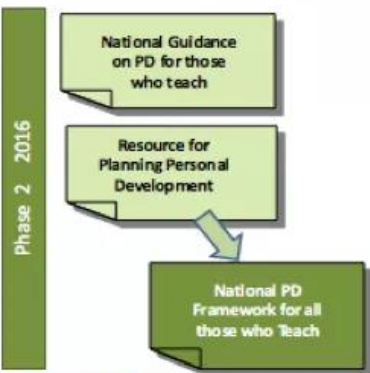 Phase 2 2016
National Guidance
on PD for those
who teach
Resource for
Planning Personal
Development
National PD
Framework for all
those who Teach